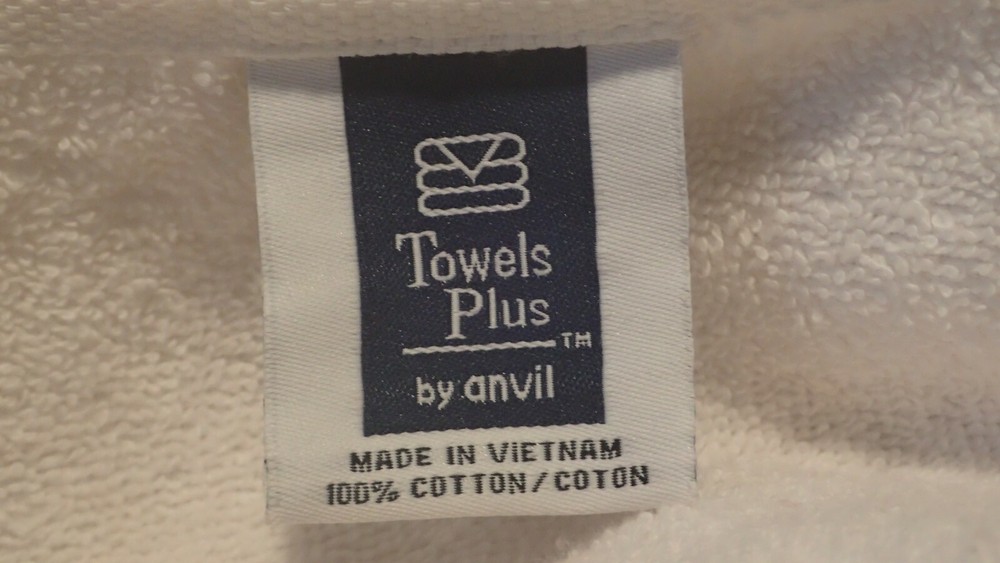 Towels
Plus
TM
by anvil
MADE IN VIETNAM
100% COTTON/COTON